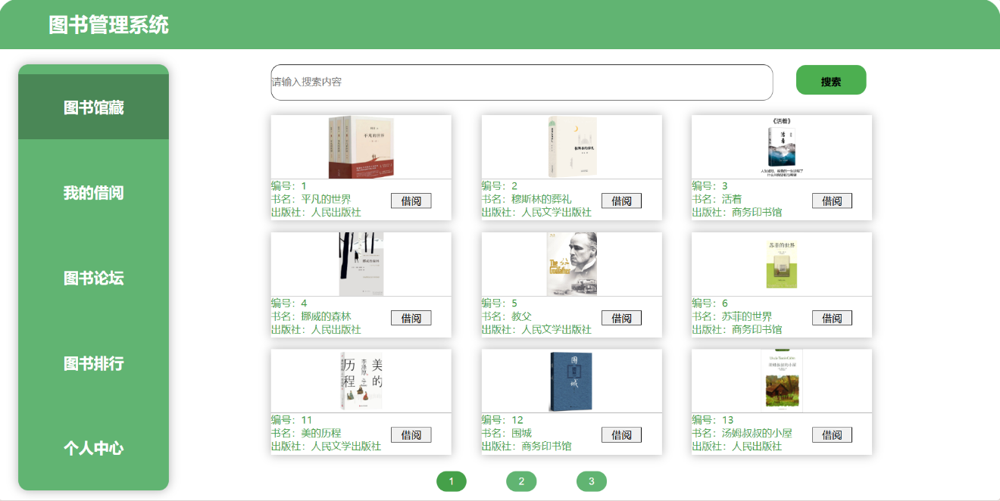 图书管理系统
图书馆藏
我的借阅
图书论坛
图书排行
个人中心
请输入搜索内容
搜索
平凡的世界
编号：1
书名：平凡的世界
出版社：人民出版社
借阅
穆斯林的葬礼
编号：2
书名：穆斯林的葬礼
出版社：人民文学出版社
借阅
《活着》
活着
编号：3
书名：活着
出版社：商务印书馆
借阅
挪威的森林
编号：4
书名：挪威的森林
出版社：人民出版社
借阅
The
Godfather
编号：5
书名：教父
出版社：人民文学出版社
借阅
苏菲的世界
编号：6
书名：苏菲的世界
出版社：商务印书馆
借阅
美的
历程
李泽厚
编号：11
书名：美的历程
出版社：人民文学出版社
借阅
围城
编号：12
书名：围城
出版社：商务印书馆
借阅
汤姆叔叔的小屋
编号：13
书名：汤姆叔叔的小屋
出版社：人民出版社
借阅
1
2
3